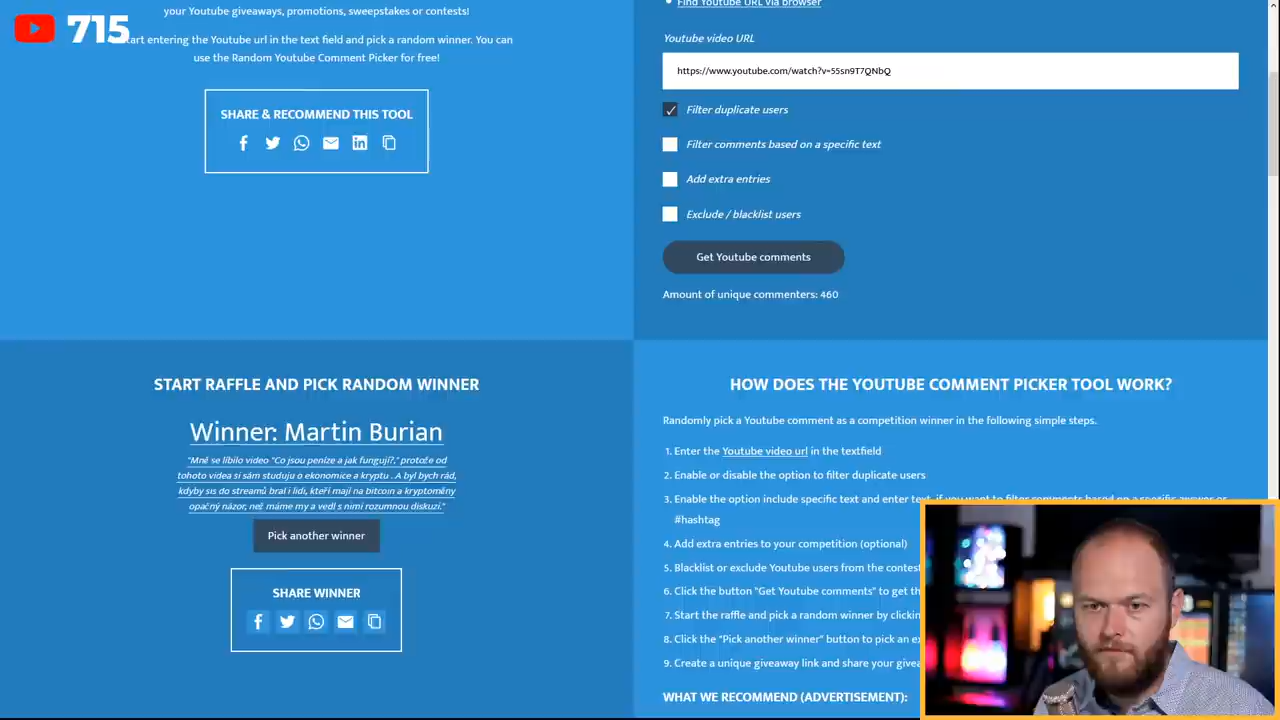 715
your Youtube giveaways, promotions, sweepstakes or contests!
tart entering the Youtube url in the text field and pick a random winner. You can
use the Random Youtube Comment Picker for free!
SHARE & RECOMMEND THIS TOOL
Find Youtube URL via browser
Youtube video URL
https://www.youtube.com/watch?v=55sn9T7QNbQ
Filter duplicate users
Filter comments based on a specific text
Add extra entries
Exclude / blacklist users
Get Youtube comments
Amount of unique commenters: 460
START RAFFLE AND PICK RANDOM WINNER
Winner: Martin Burian
"Mně se líbilo video "Co jsou peníze a jak fungují?," protože od
tohoto videa si sám studuju o ekonomice a kryptu . A byl bych rád,
kdyby sis do streamů bral i lidi, kteří mají na bitcoin a kryptoměny
opačný názor, než máme my a vedl s nimi rozumnou diskuzi."
Pick another winner
SHARE WINNER
HOW DOES THE YOUTUBE COMMENT PICKER TOOL WORK?
Randomly pick a Youtube comment as a competition winner in the following simple steps.
1. Enter the Youtube video url in the textfield
2. Enable or disable the option to filter duplicate users
3. Enable the option include specific text and enter text, if you want to filter comments based on a specific answer or
#hashtag
4. Add extra entries to your competition (optional)
5. Blacklist or exclude Youtube users from the contes
6. Click the button "Get Youtube comments" to get th
7. Start the raffle and pick a random winner by clickin
8. Click the "Pick another winner" button to pick an ex
9. Create a unique giveaway link and share your givea
WHAT WE RECOMMEND (ADVERTISEMENT):